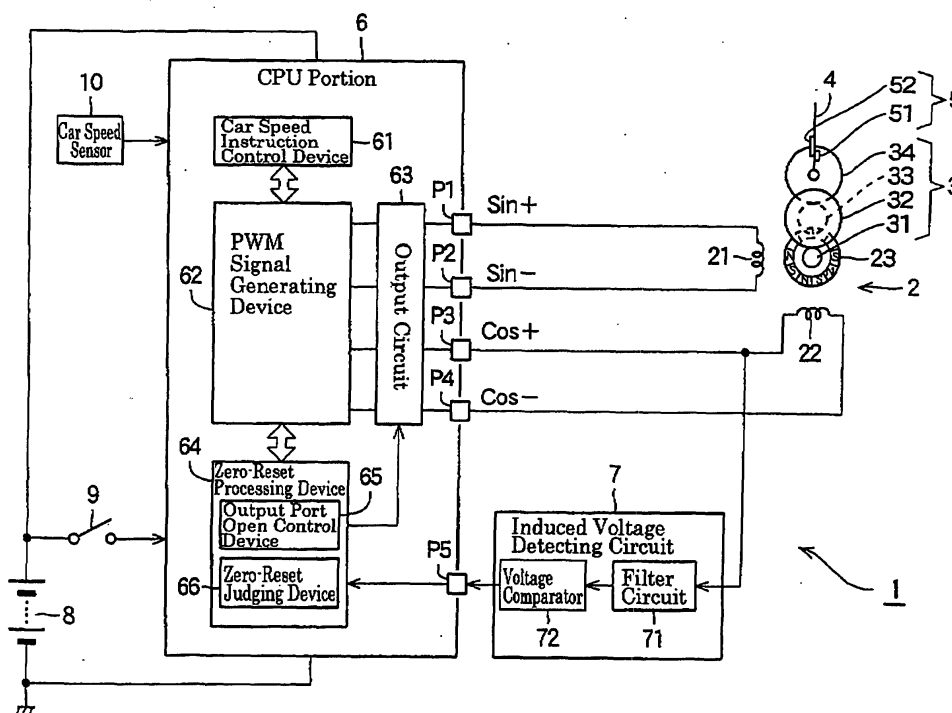 6
CPU Portion
10
Car Speed
Sensor
Car Speed
Instruction
Control Device
61
63
62
PWM
Signal
Generating
Device
Output Circuit
P1
Sin+
P2
Sin−
P3
Cos+
P4
Cos−
21
22
4
52
51
5
34
33
32
31
3
23
2
64
Zero-Reset
Processing Device
65
Output Port
Open Control
Device
66
Zero-Reset
Judging Device
P5
7
Induced Voltage
Detecting Circuit
Voltage
Comparator
72
Filter
Circuit
71
9
8
1